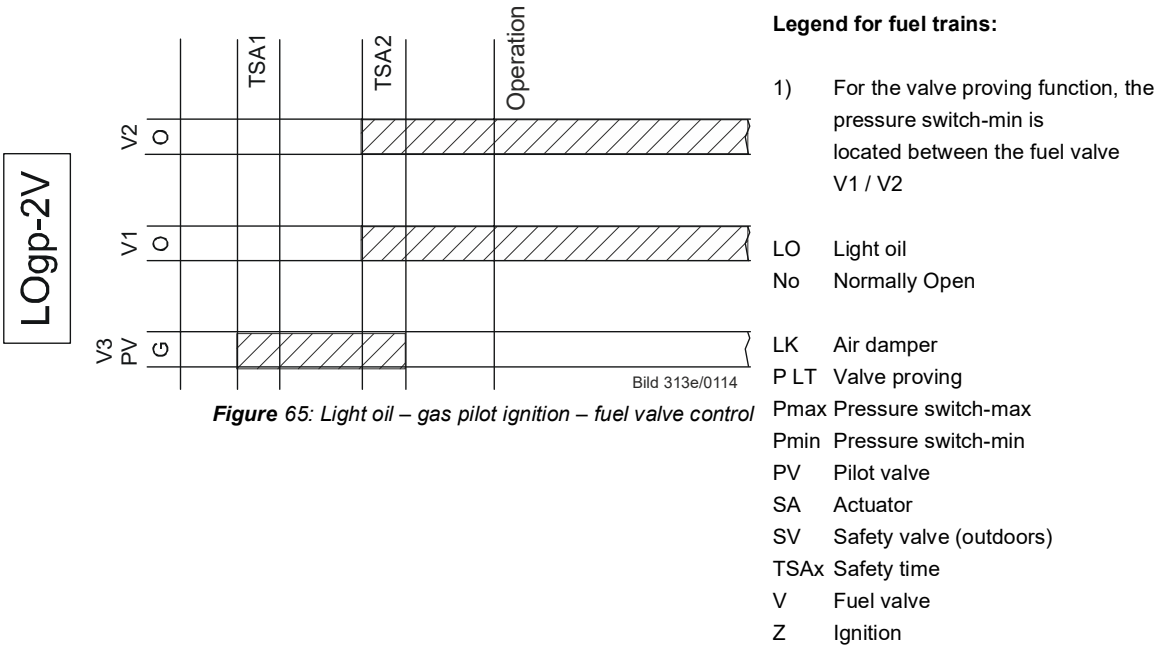 LOgp-2V
TSA1
TSA2
Operation
V2
O
V1
O
V3
PV
G
Bild 313e/0114
Figure 65: Light oil – gas pilot ignition – fuel valve control
Legend for fuel trains:
1) For the valve proving function, the
pressure switch-min is
located between the fuel valve
V1 / V2
LO Light oil
No Normally Open
LK Air damper
P LT Valve proving
Pmax Pressure switch-max
Pmin Pressure switch-min
PV Pilot valve
SA Actuator
SV Safety valve (outdoors)
TSAx Safety time
V Fuel valve
Z Ignition